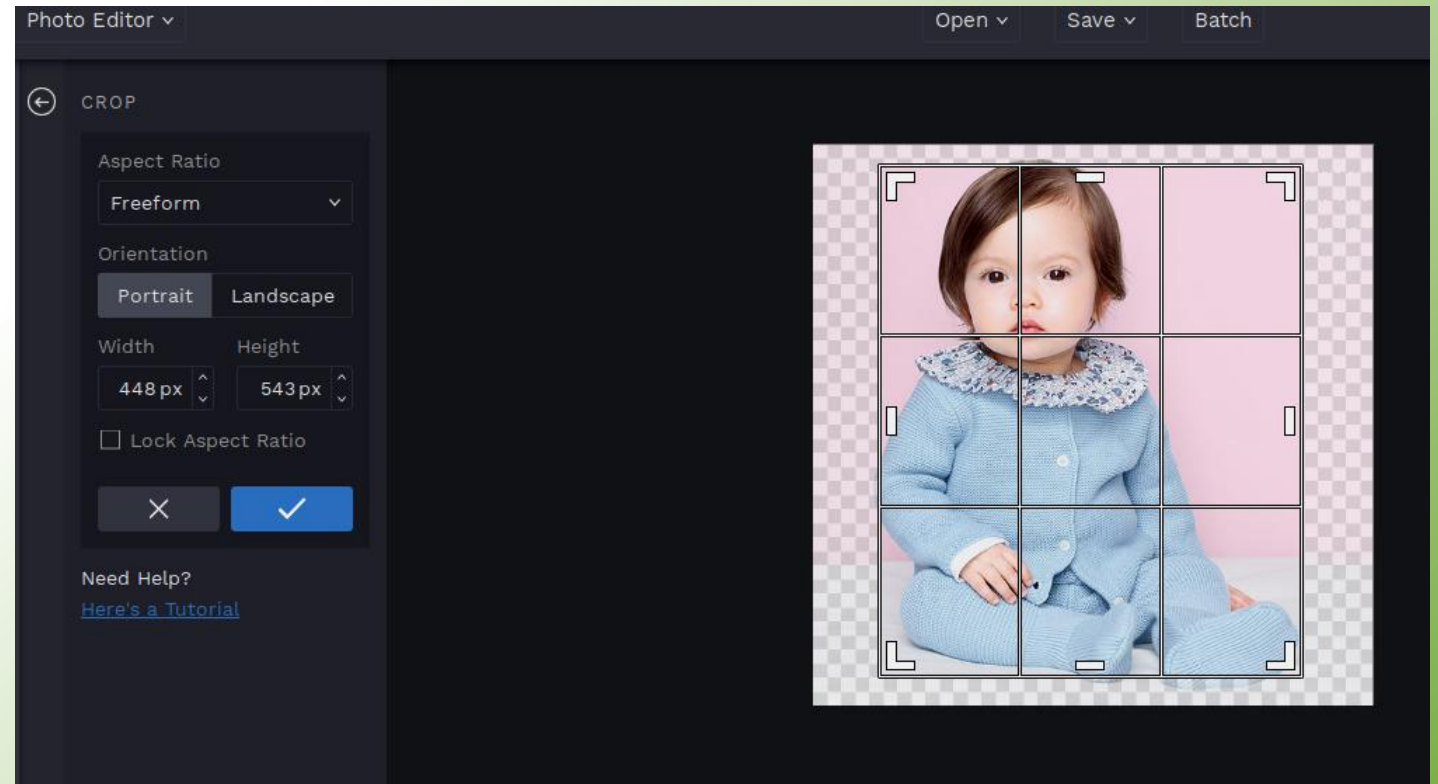 Photo Editor Open Save Batch
CROP
Aspect Ratio
Freeform
Orientation
Portrait Landscape
Width Height
448 px 543 px
Lock Aspect Ratio
Need Help?
Here's a Tutorial